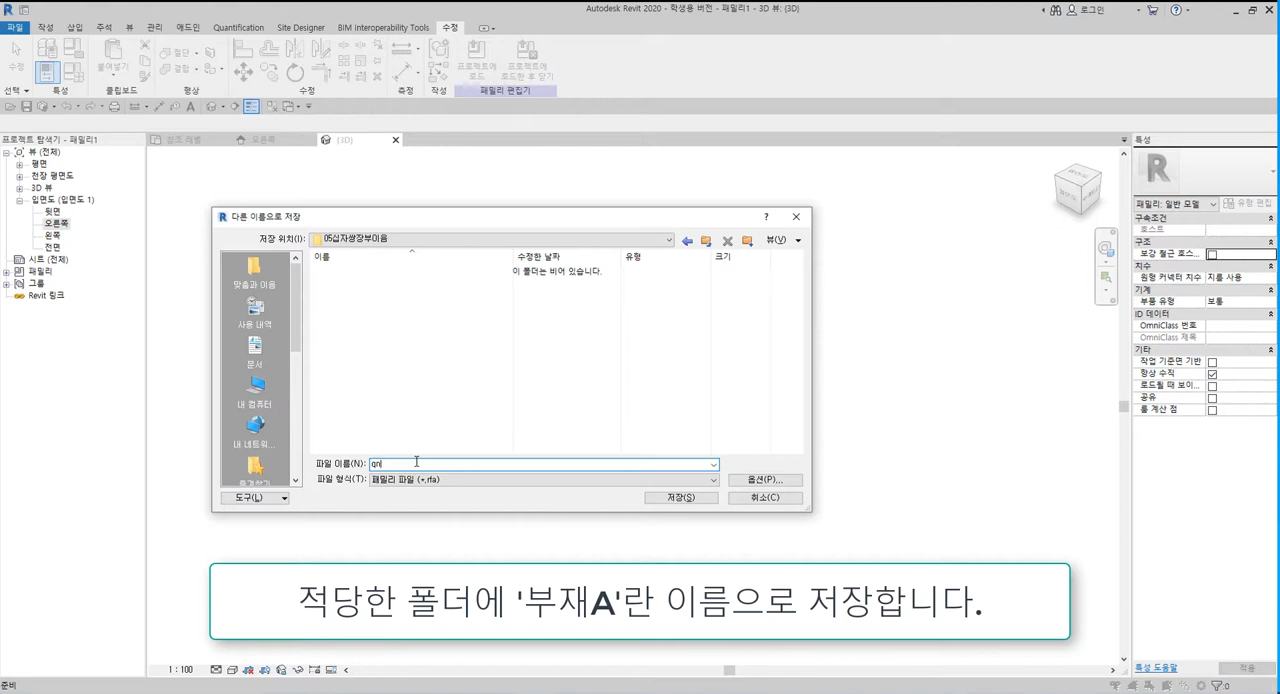 Autodesk Revit 2020 - 학생용 버전 - 패밀리1 - 3D 뷰: {3D}
로그인
파일 작성 삽입 주석 뷰 관리 애드인 Quantification Site Designer BIM Interoperability Tools 수정
수정
붙여넣기
절단
결합
프로젝트에 로드
프로젝트에 로드한 후 닫기
선택 특성 클립보드 형상 수정 측정 작성 패밀리 편집기
프로젝트 탐색기 - 패밀리1
참조 레벨
오른쪽
{3D}
특성
뷰 (전체)
평면
천장 평면도
3D 뷰
입면도 (입면도 1)
뒷면
오른쪽
왼쪽
전면
시트 (전체)
패밀리
그룹
Revit 링크
다른 이름으로 저장
저장 위치(I):
05십자쌍장부이음
뷰(V)
이름 수정한 날짜 유형 크기
이 폴더는 비어 있습니다.
맞춤과 이음
사용 내역
문서
내 컴퓨터
내 네트워...
즐겨찾기
파일 이름(N): qn
파일 형식(T): 패밀리 파일 (*.rfa)
옵션(P)...
도구(L)
저장(S)
취소(C)
패밀리: 일반 모델
유형 편집
구속조건
호스트
구조
보강 철근 호스...
치수
원형 커넥터 치수 지름 사용
기계
부품 유형 보통
ID 데이터
OmniClass 번호
OmniClass 제목
기타
작업 기준면 기반
항상 수직
로드될 때 보이...
공유
룸 계산 점
적당한 폴더에 '부재A'란 이름으로 저장합니다.
1 : 100
특성 도움말
적용
준비
:0